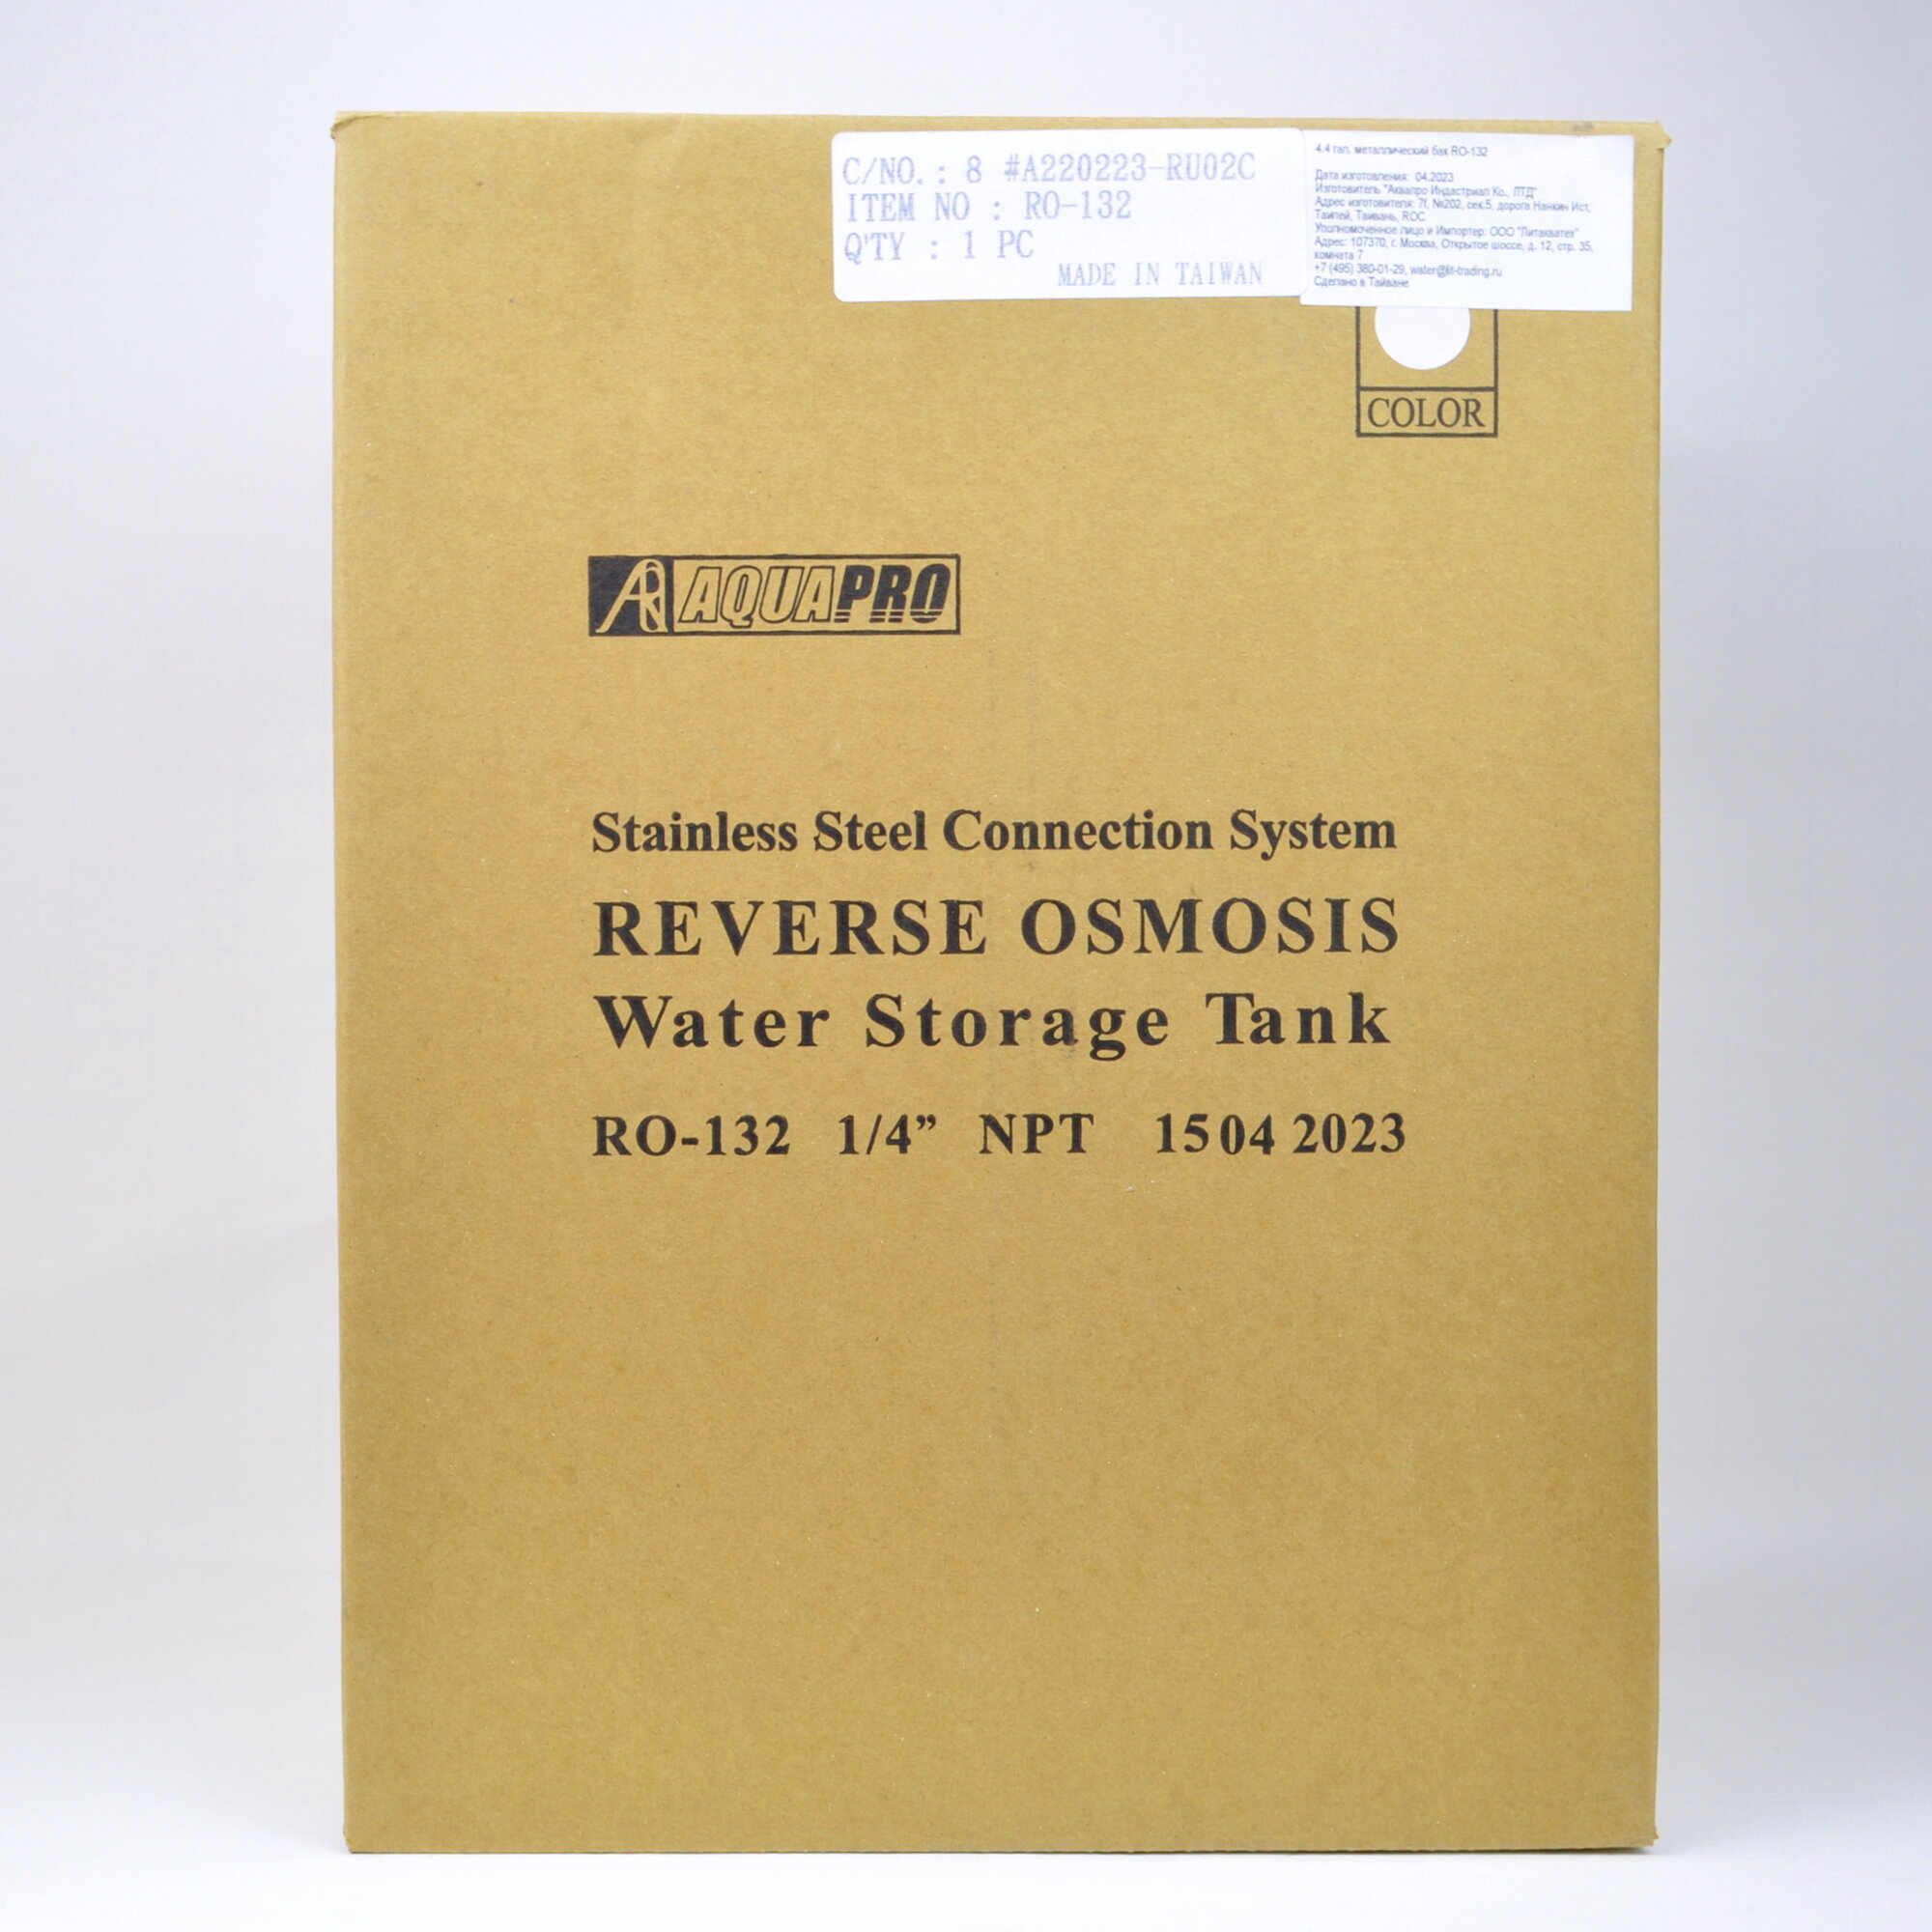 C/NO.: 8 #A220223-RU02C
ITEM NO : RO-132
Q'TY : 1 PC
MADE IN TAIWAN
4,4 гал. металлический бак RO-132
Дата изготовления: 04.2023
Изготовитель "Аквапро Индастриал Ко., ЛТД"
Адрес изготовителя: 7f, №202, сек.5, дорога Нанкин Ист,
Тайпей, Тайвань, ROC
Уполномоченное лицо и Импортер: ООО "Литакватех"
Адрес: 107370, г. Москва, Открытое шоссе, д. 12, стр. 35,
комната 7
+7 (495) 380-01-29, water@lit-trading.ru
Сделано в Тайване
COLOR
AQUAPRO
Stainless Steel Connection System
REVERSE OSMOSIS
Water Storage Tank
RO-132 1/4” NPT 15 04 2023